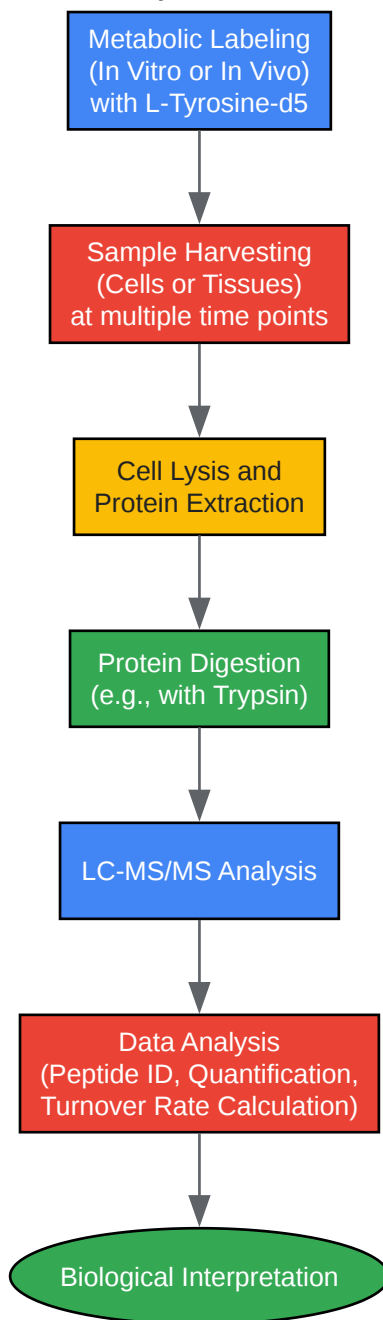 Metabolic Labeling
(In Vitro or In Vivo)
with L-Tyrosine-d5
Sample Harvesting
(Cells or Tissues)
at multiple time points
Cell Lysis and
Protein Extraction
Protein Digestion
(e.g., with Trypsin)
LC-MS/MS Analysis
Data Analysis
(Peptide ID, Quantification,
Turnover Rate Calculation)
Biological Interpretation